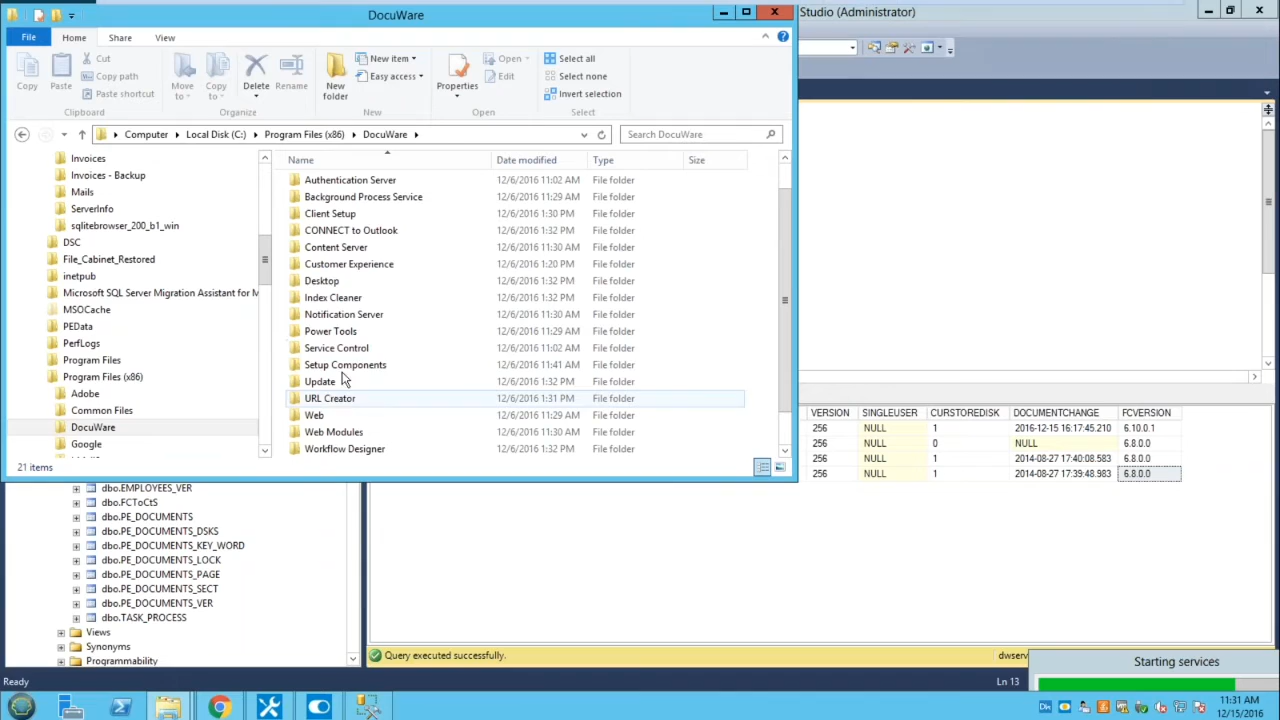 DocuWare
Studio (Administrator)
File
Home
Share
View
Copy
Paste
Cut
Copy path
Paste shortcut
Clipboard
Move to
Copy to
Delete
Rename
Organize
New folder
New item
Easy access
New
Properties
Open
Edit
Open
Select all
Select none
Invert selection
Select
Computer
Local Disk (C:)
Program Files (x86)
DocuWare
Search DocuWare
Invoices
Invoices - Backup
Mails
ServerInfo
sqlitebrowser_200_b1_win
DSC
File_Cabinet_Restored
inetpub
Microsoft SQL Server Migration Assistant for M
MSOCache
PEData
PerfLogs
Program Files
Program Files (x86)
Adobe
Common Files
DocuWare
Google
Name Date modified Type Size
Authentication Server 12/6/2016 11:02 AM File folder
Background Process Service 12/6/2016 11:29 AM File folder
Client Setup 12/6/2016 1:30 PM File folder
CONNECT to Outlook 12/6/2016 1:32 PM File folder
Content Server 12/6/2016 11:30 AM File folder
Customer Experience 12/6/2016 1:20 PM File folder
Desktop 12/6/2016 1:32 PM File folder
Index Cleaner 12/6/2016 1:32 PM File folder
Notification Server 12/6/2016 11:30 AM File folder
Power Tools 12/6/2016 11:29 AM File folder
Service Control 12/6/2016 11:02 AM File folder
Setup Components 12/6/2016 11:41 AM File folder
Update 12/6/2016 1:32 PM File folder
URL Creator 12/6/2016 1:31 PM File folder
Web 12/6/2016 11:29 AM File folder
Web Modules 12/6/2016 11:30 AM File folder
Workflow Designer 12/6/2016 1:32 PM File folder
21 items
VERSION SINGLEUSER CURSTOREDISK DOCUMENTCHANGE FCVERSION
256 NULL 1 2016-12-15 16:17:45.210 6.10.0.1
256 NULL 0 NULL 6.8.0.0
256 NULL 1 2014-08-27 17:40:08.583 6.8.0.0
256 NULL 1 2014-08-27 17:39:48.983 6.8.0.0
dbo.EMPLOYEES_VER
dbo.FCToCtS
dbo.PE_DOCUMENTS
dbo.PE_DOCUMENTS_DSKS
dbo.PE_DOCUMENTS_KEY_WORD
dbo.PE_DOCUMENTS_LOCK
dbo.PE_DOCUMENTS_PAGE
dbo.PE_DOCUMENTS_SECT
dbo.PE_DOCUMENTS_VER
dbo.TASK_PROCESS
Views
Synonyms
Programmability
Query executed successfully.
dwserv
Starting services
Ready
Ln 13
11:31 AM
12/15/2016